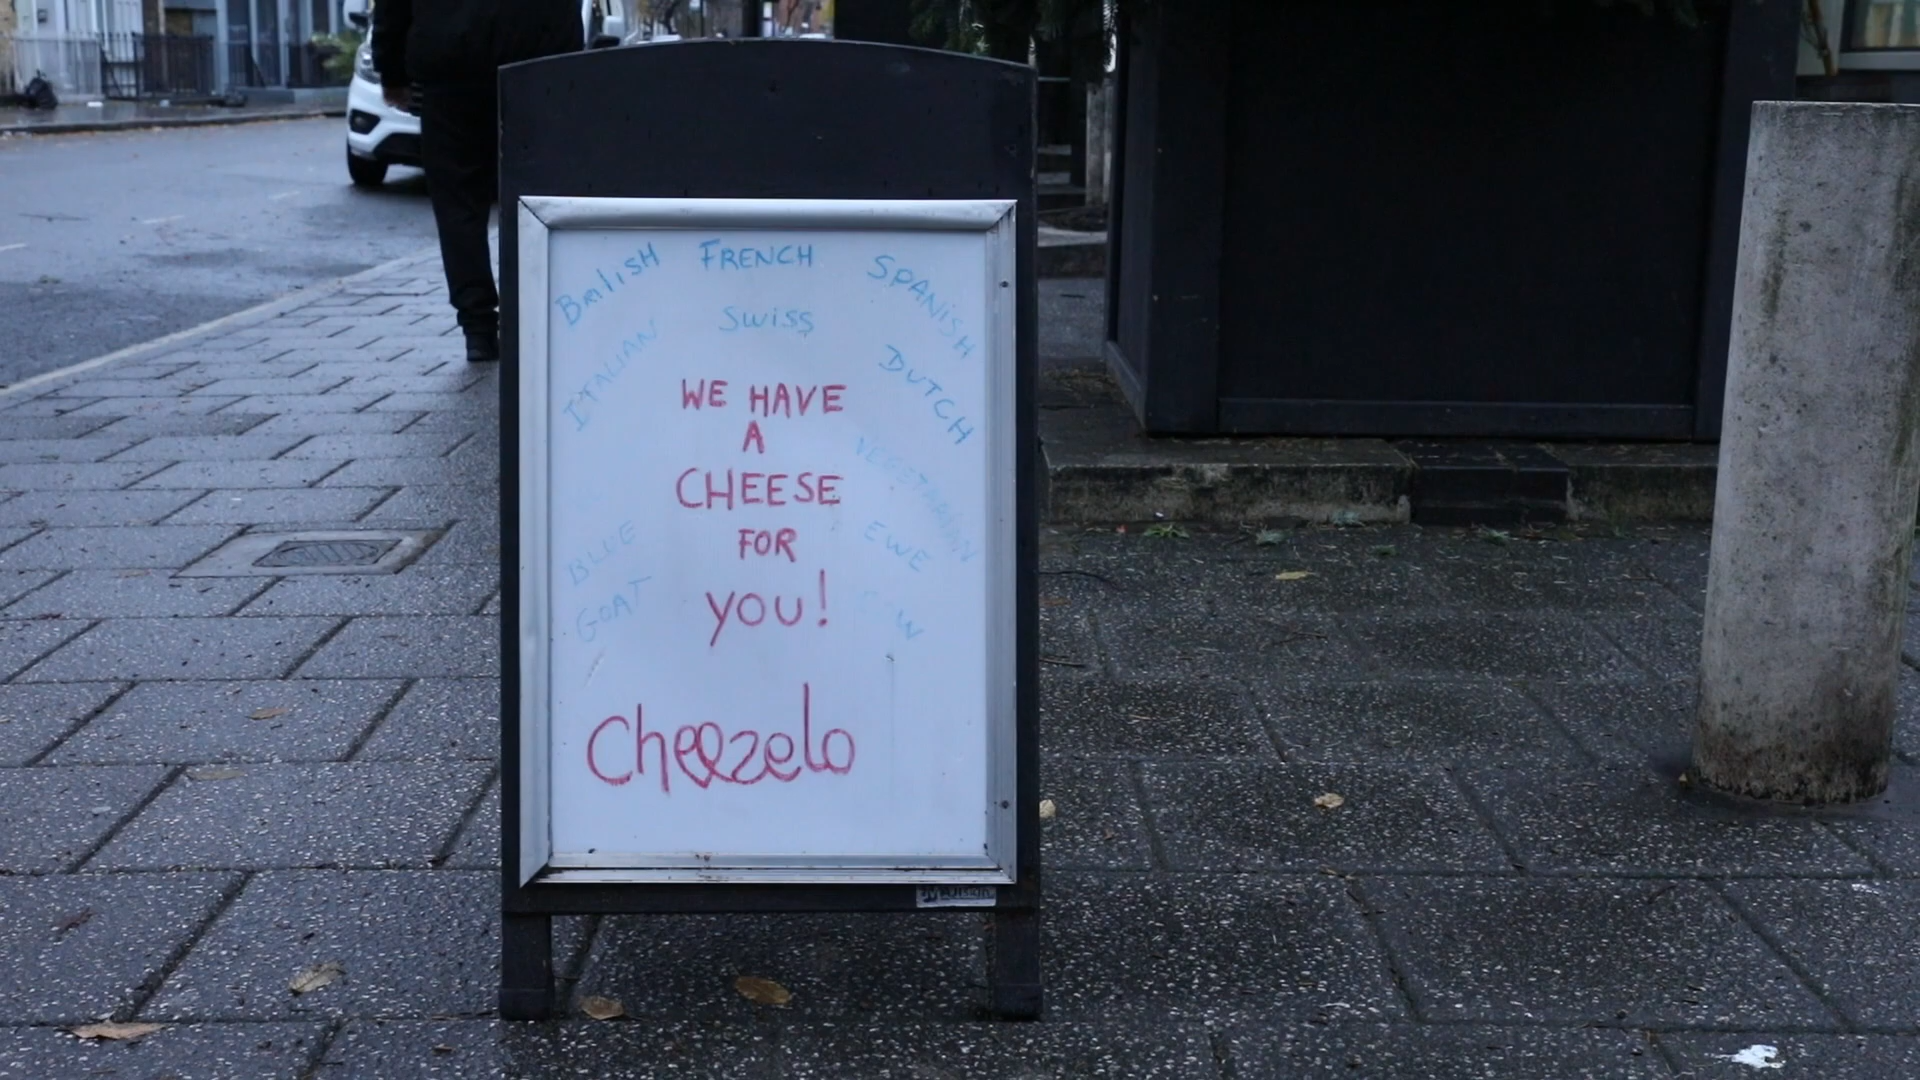 British FRENCH SPANISH
ITALIAN SWISS DUTCH
WE HAVE
A
CHEESE
FOR
YOU!
VEGETARIAN
BLUE EWE
GOAT COW
Cheezelo